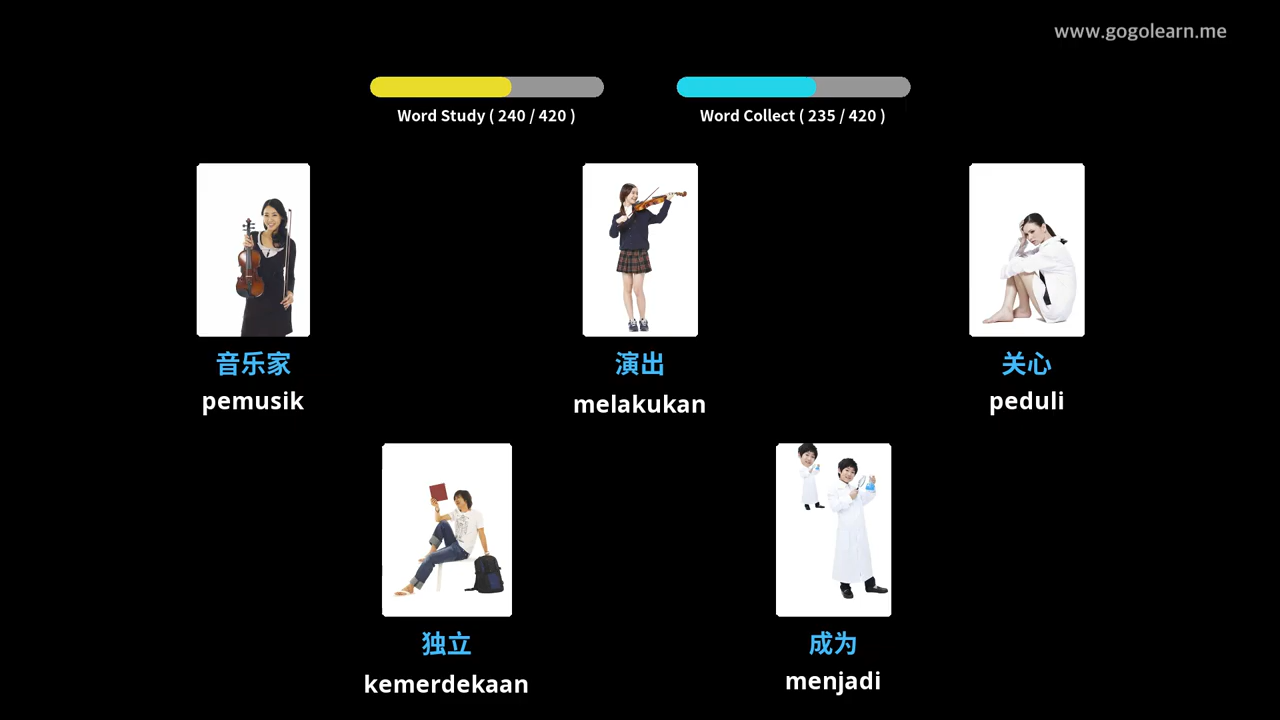 www.gogolearn.me
Word Study ( 240 / 420 )
Word Collect ( 235 / 420 )
音乐家
演出
关心
pemusik
melakukan
peduli
独立
成为
kemerdekaan
menjadi